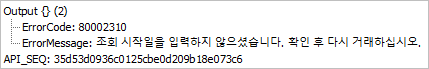 Output {} (2)
ErrorCode: 80002310
ErrorMessage: 조회 시작일을 입력하지 않으셨습니다. 확인 후 다시 거래하십시오.
API_SEQ: 35d53d0936c0125cbe0d209b18e073c6